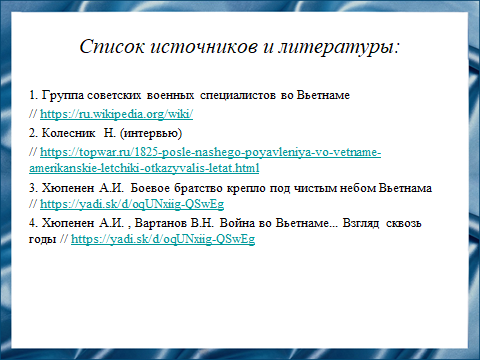 Список источников и литературы:
1. Группа советских военных специалистов во Вьетнаме
// https://ru.wikipedia.org/wiki/
2. Колесник Н. (интервью)
// https://topwar.ru/1825-posle-nashego-poyavleniya-vo-vetname-
amerikanskie-letchiki-otkazyvalis-letat.html
3. Хюпенен А.И. Боевое братство крепло под чистым небом Вьетнама
// https://yadi.sk/d/oqUNxiig-QSwEg
4. Хюпенен А.И. , Вартанов В.Н. Война во Вьетнаме... Взгляд сквозь
годы // https://yadi.sk/d/oqUNxiig-QSwEg